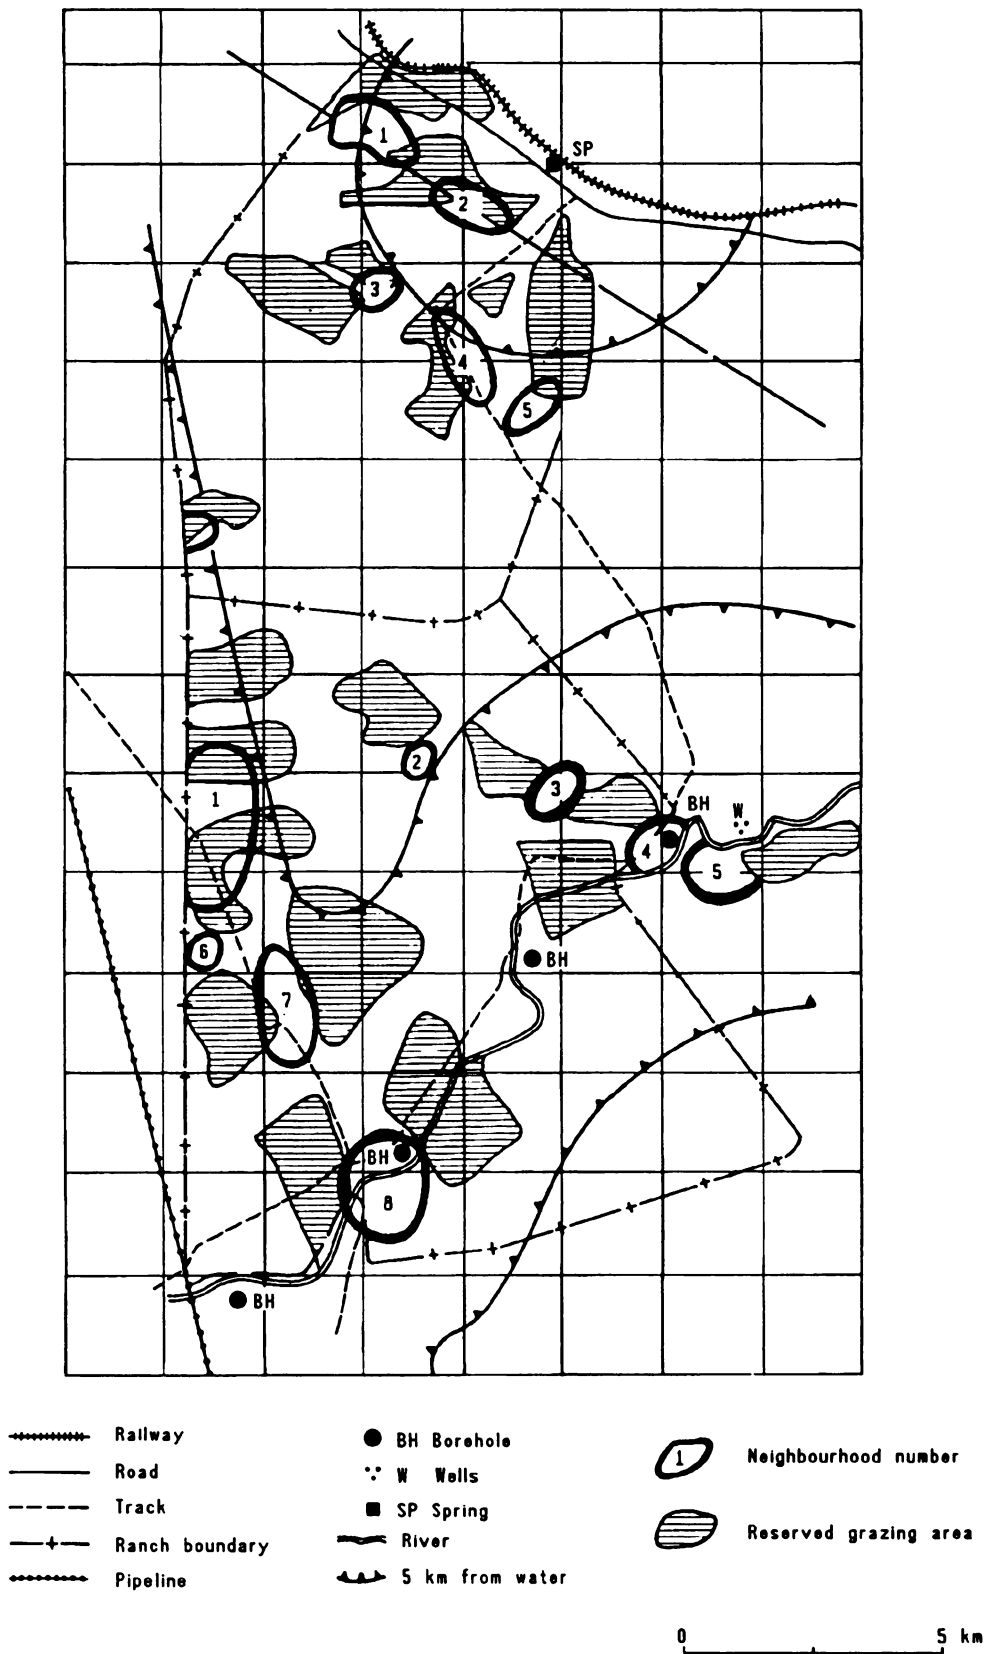 1
SP
2
3
4
5
2
3
BH
W
1
4
5
6
BH
7
BH
8
BH
Railway
Road
Track
Ranch boundary
Pipeline
BH Borehole
W Wells
SP Spring
River
5 km from water
1 Neighbourhood number
Reserved grazing area
0 5 km